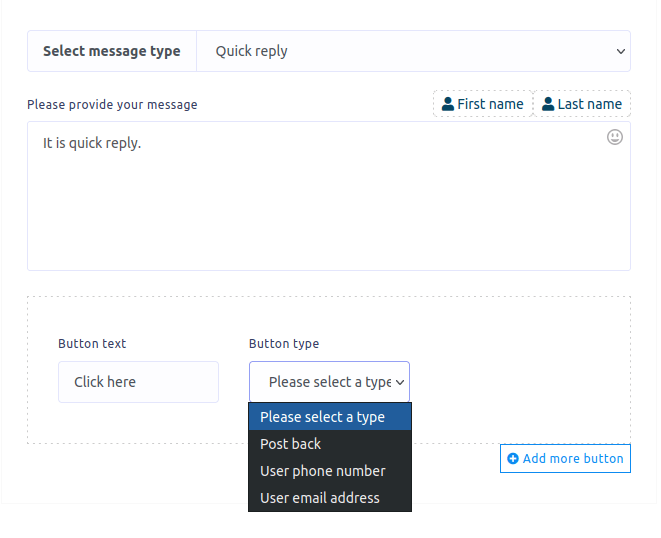 Select message type Quick reply
Please provide your message First name Last name
It is quick reply.
Button text Button type
Click here Please select a type
Please select a type
Post back
User phone number
User email address
Add more button